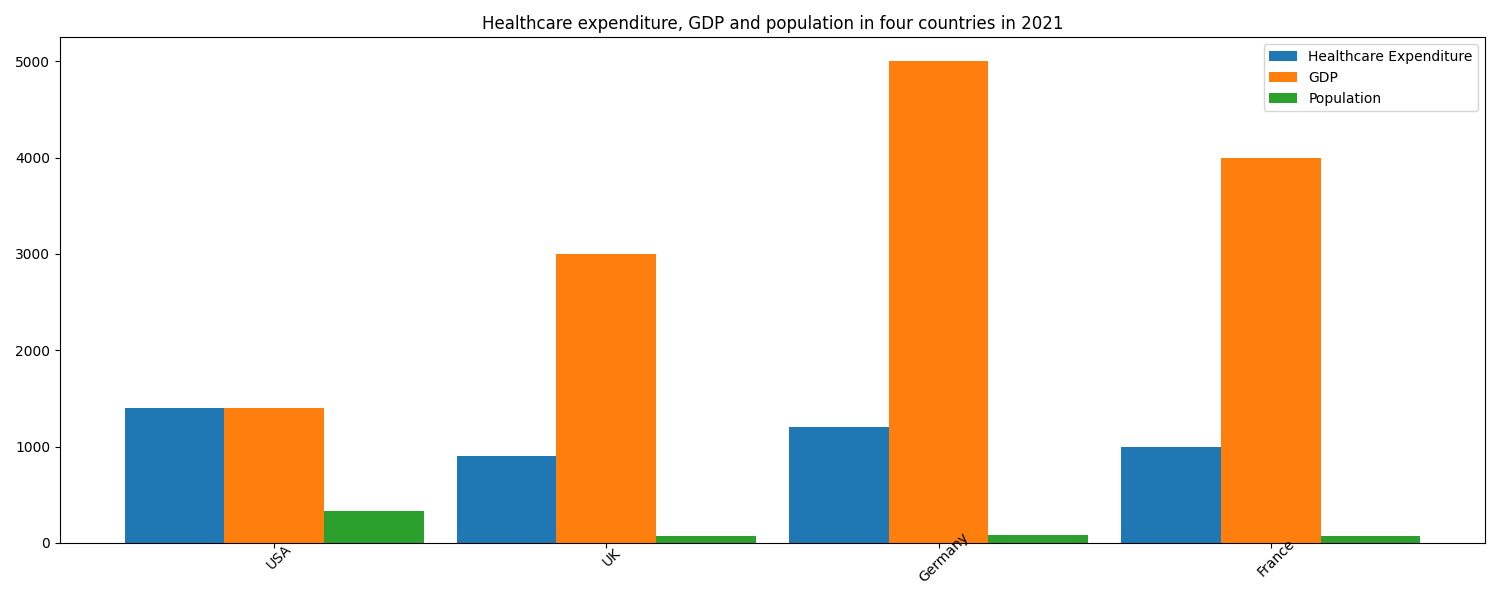 Healthcare expenditure, GDP and population in four countries in 2021
Healthcare Expenditure
GDP
Population
5000
4000
3000
2000
1000
0
USA
UK
Germany
France